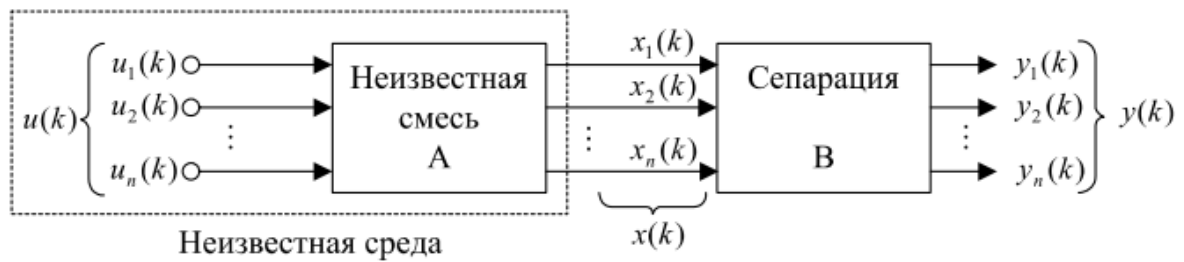 u(k)
u₁(k)
u₂(k)
⋮
uₙ(k)
Неизвестная
смесь
A
x₁(k)
x₂(k)
⋮
xₙ(k)
x(k)
Сепарация
B
y₁(k)
y₂(k)
⋮
yₙ(k)
y(k)
Неизвестная среда